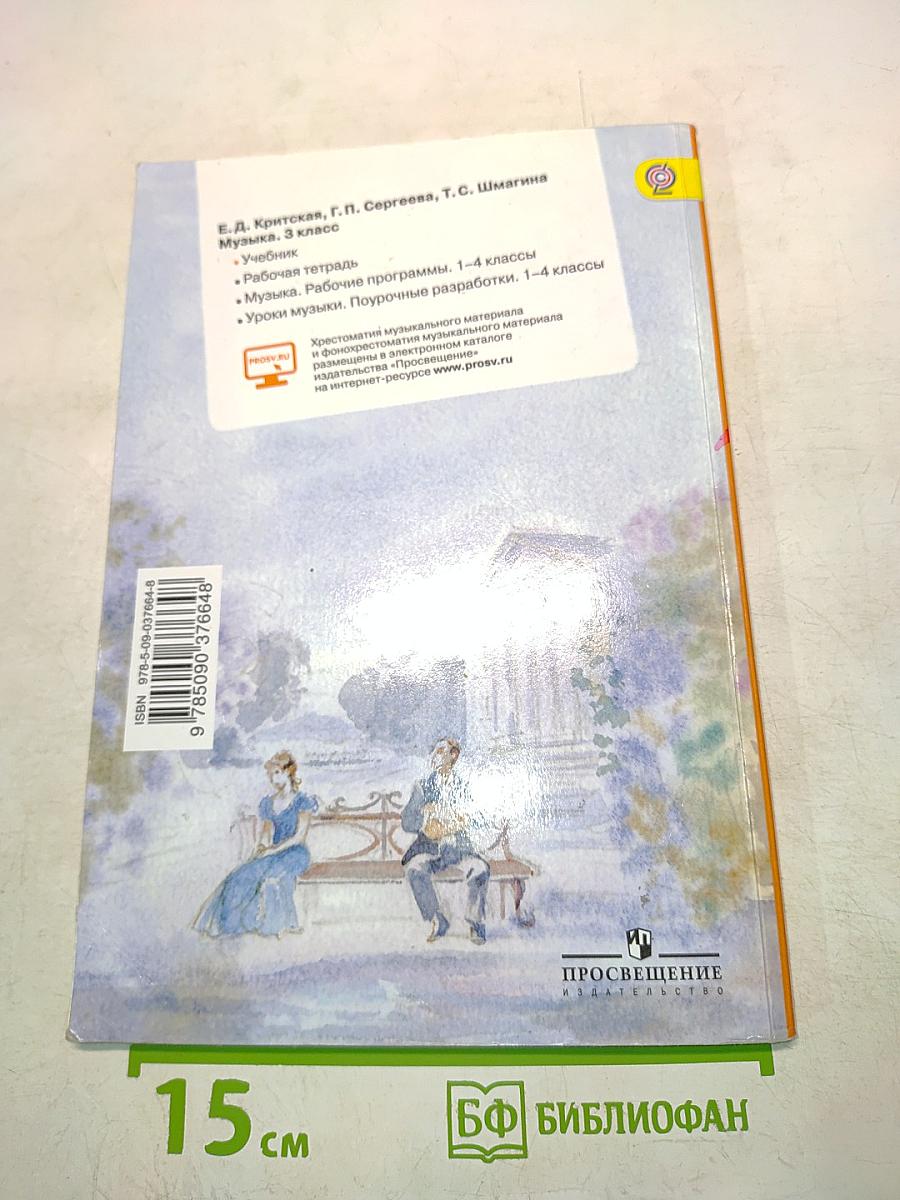 Е. Д. Критская, Г. П. Сергеева, Т. С. Шмагина
Музыка. 3 класс
• Учебник
• Рабочая тетрадь
• Музыка. Рабочие программы. 1–4 классы
• Уроки музыки. Поурочные разработки. 1–4 классы
PROSV.RU
Хрестоматия музыкального материала
и фонохрестоматия музыкального материала
размещены в электронном каталоге
издательства «Просвещение»
на интернет-ресурсе www.prosv.ru
ISBN 978-5-09-037664-8
9 785090 376648
ИП
ПРОСВЕЩЕНИЕ
ИЗДАТЕЛЬСТВО
15 см
БФ БИБЛИОФАН